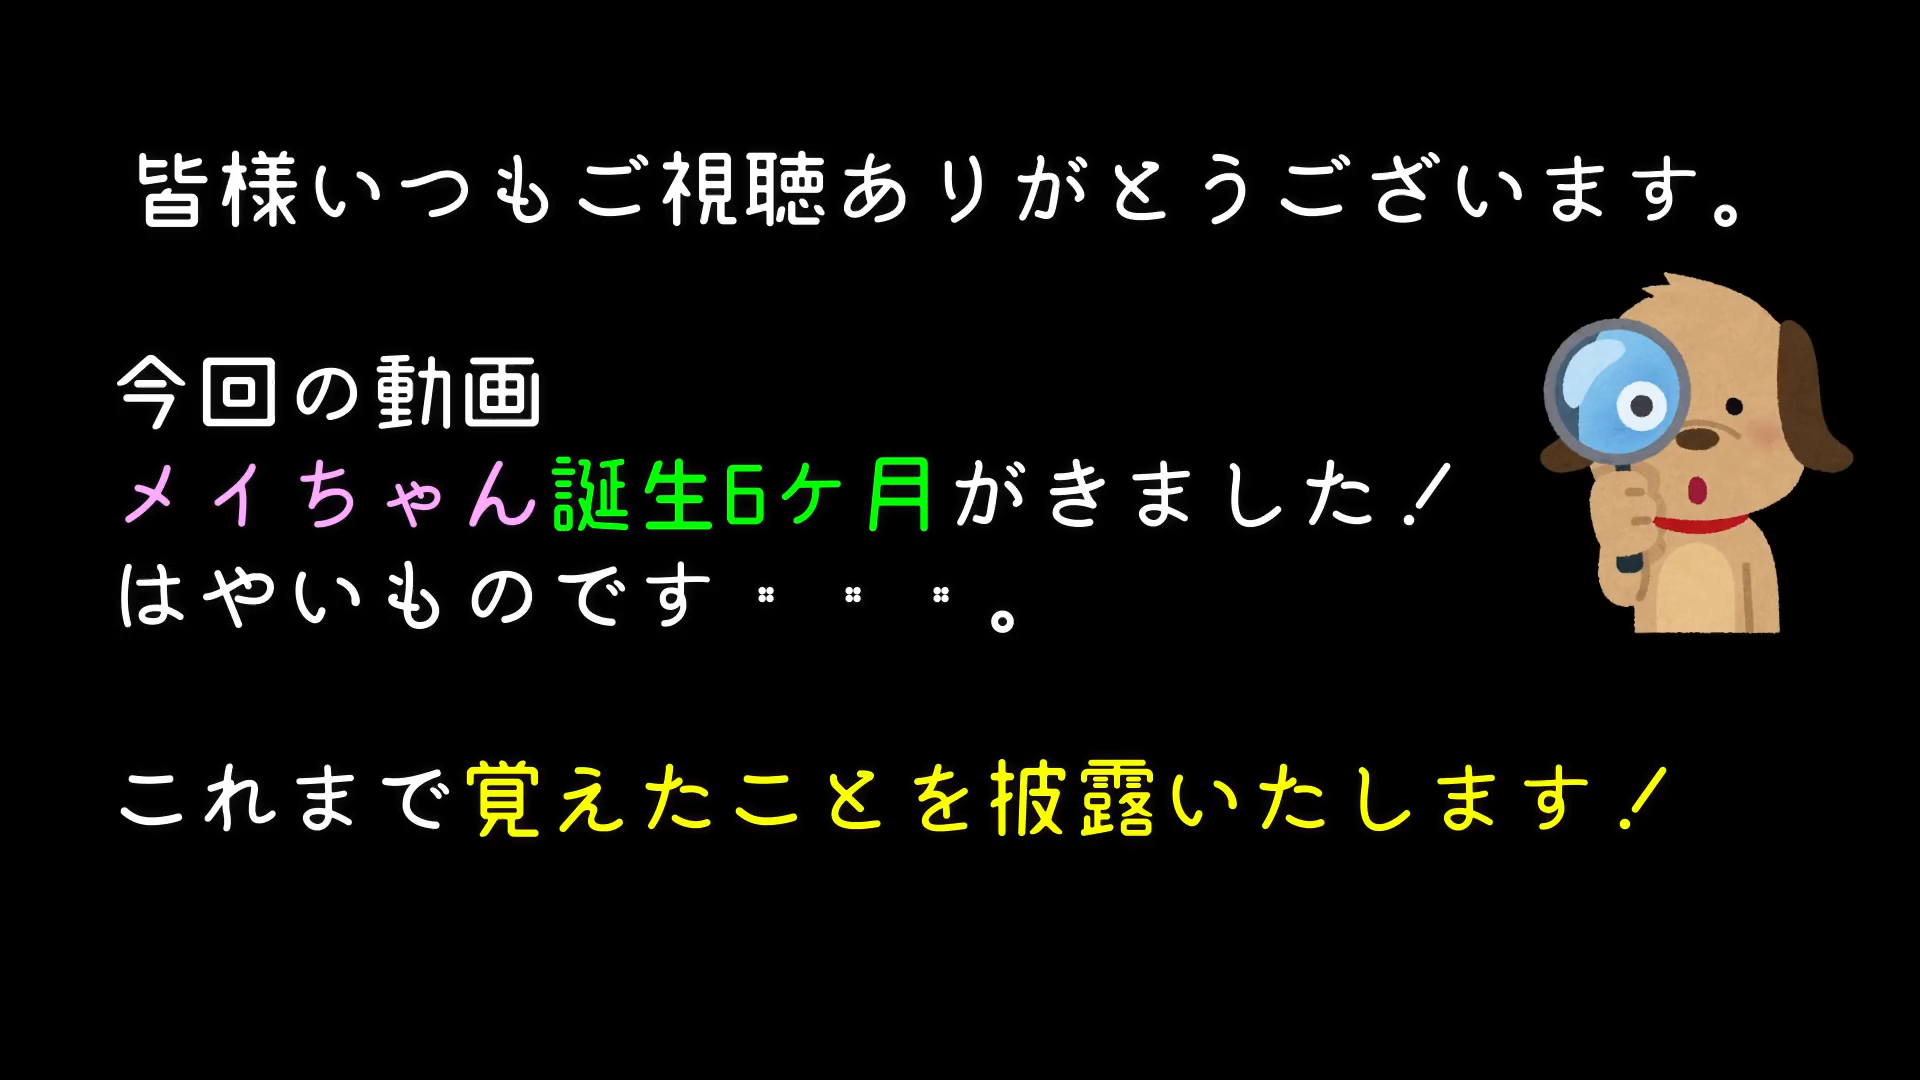 皆様いつもご視聴ありがとうございます。
今回の動画
メイちゃん誕生6ケ月がきました！
はやいものです・・・。
これまで覚えたことを披露いたします！